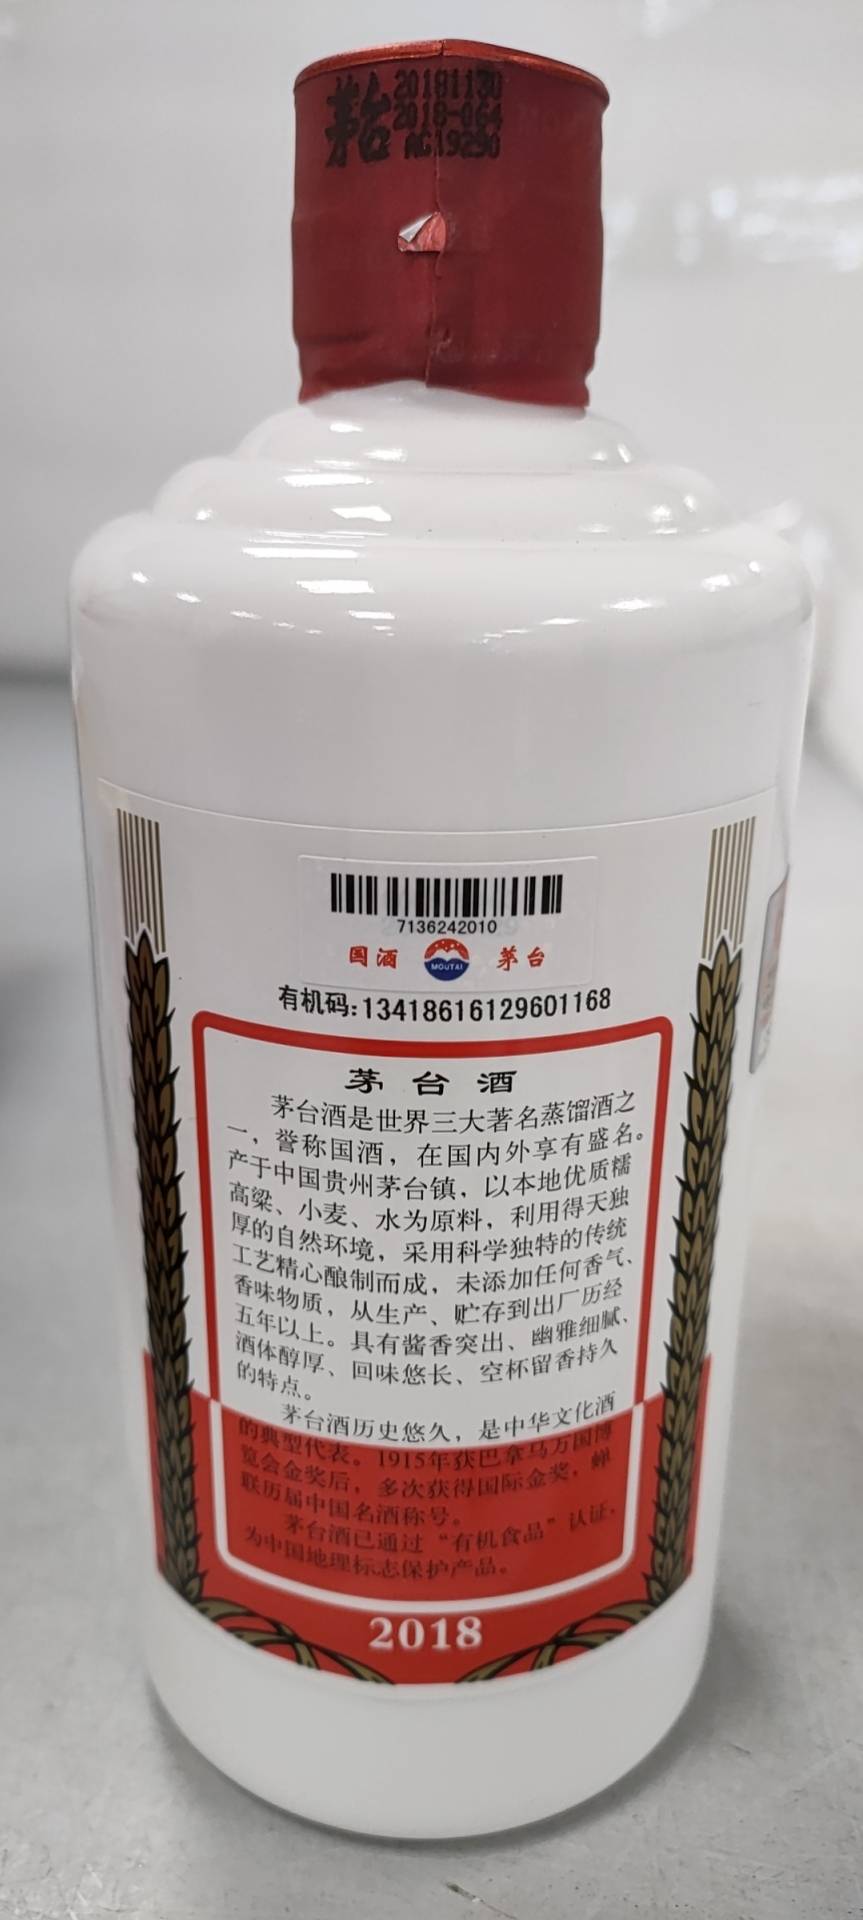 茅台
20181130
2018-064
AG19290
7136242010
国酒 MOUTAI 茅台
有机码:13418616129601168
茅台酒
茅台酒是世界三大著名蒸馏酒之
一，誉称国酒，在国内外享有盛名。
产于中国贵州茅台镇，以本地优质糯
高粱、小麦、水为原料，利用得天独
厚的自然环境，采用科学独特的传统
工艺精心酿制而成，未添加任何香气、
香味物质，从生产、贮存到出厂历经
五年以上。具有酱香突出、幽雅细腻、
酒体醇厚、回味悠长、空杯留香持久
的特点。
茅台酒历史悠久，是中华文化酒
的典型代表。1915年获巴拿马万国博
览会金奖后，多次获得国际金奖，蝉
联历届中国名酒称号。
茅台酒已通过“有机食品”认证，
为中国地理标志保护产品。
2018